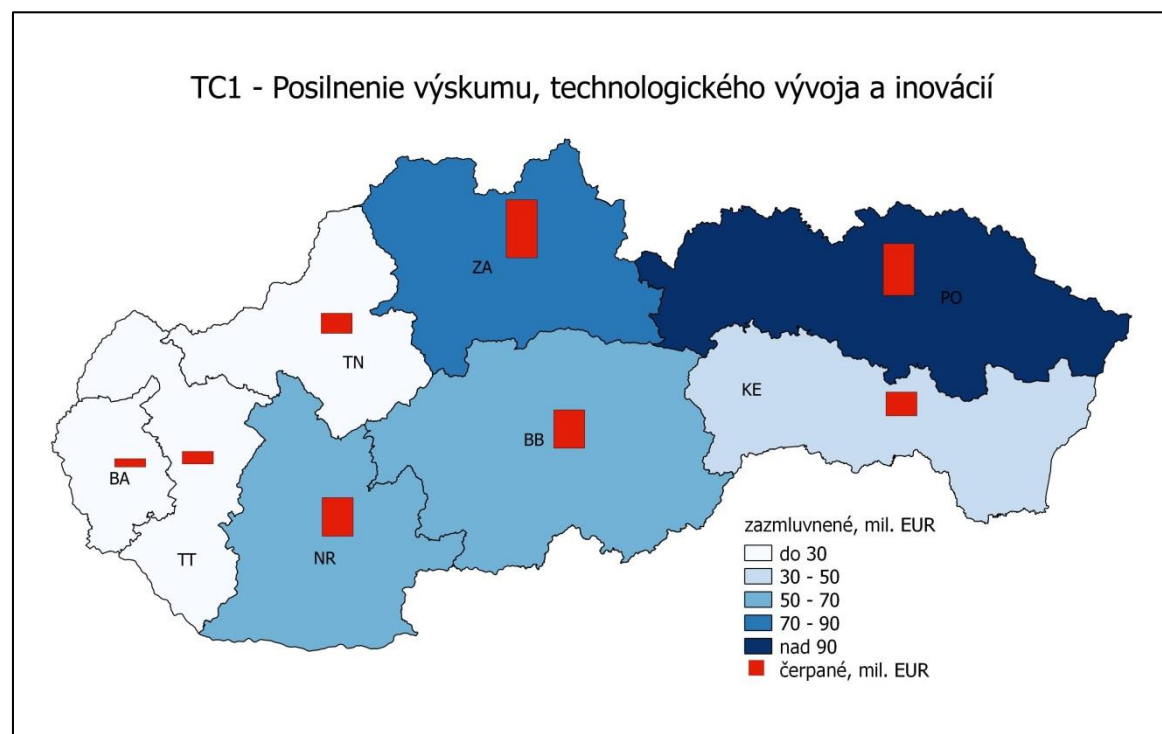 TC1 - Posilnenie výskumu, technologického vývoja a inovácií
ZA
PO
TN
KE
BB
BA
TT
NR
zazmluvnené, mil. EUR
do 30
30 - 50
50 - 70
70 - 90
nad 90
čerpané, mil. EUR